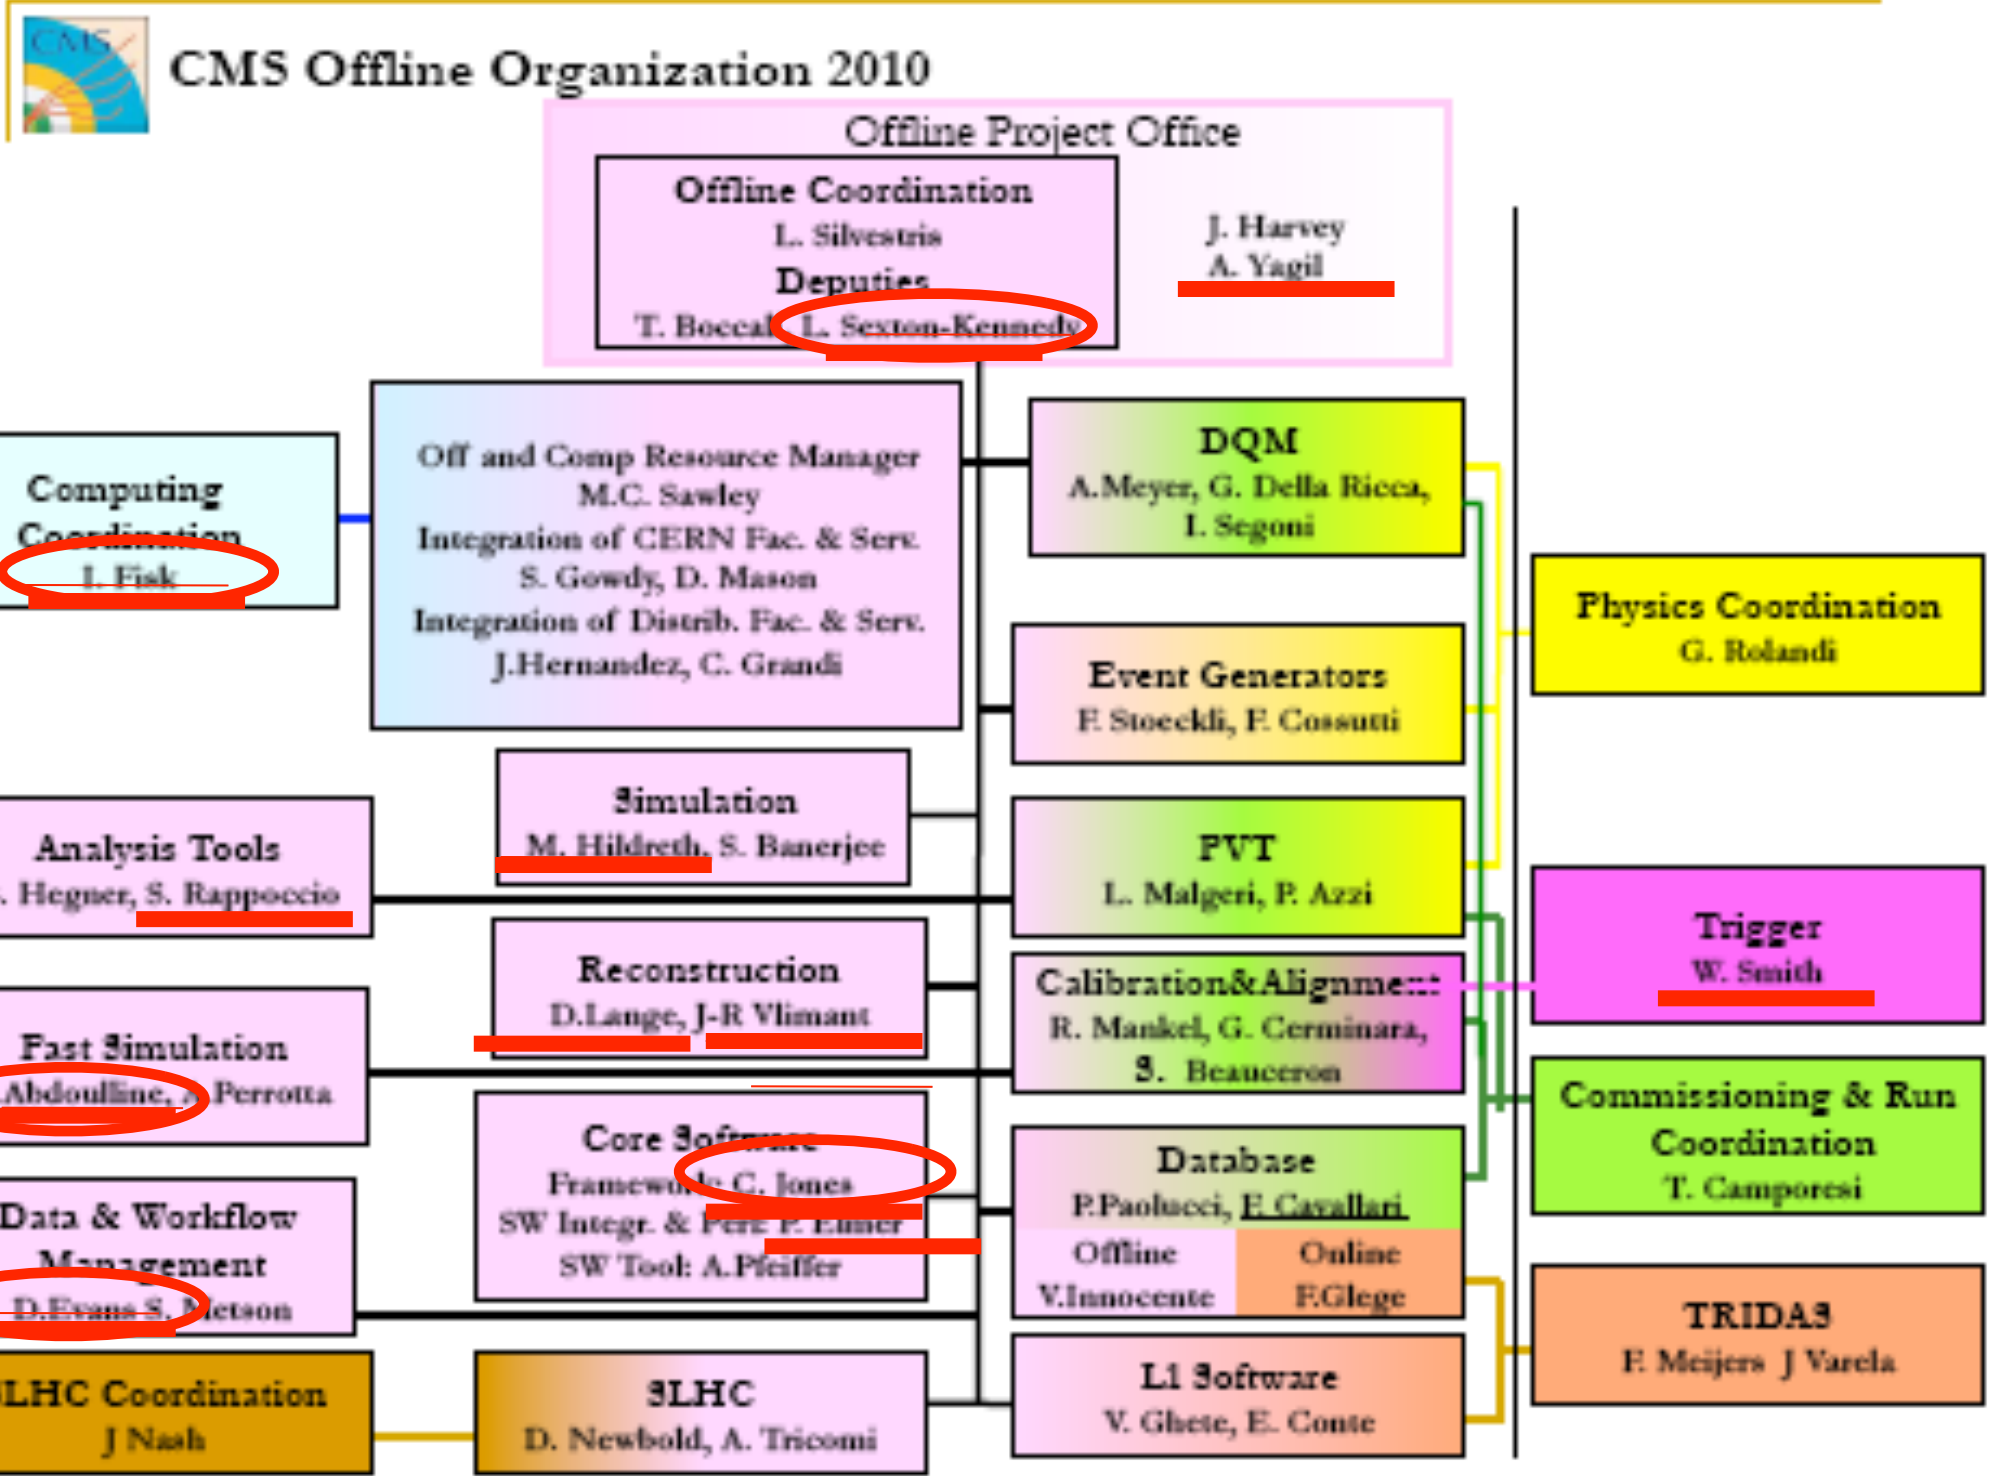 CMS
CMS Offline Organization 2010
Offline Project Office
Offline Coordination
L. Silvestris
Deputies
T. Boccali, L. Sexton-Kennedy
J. Harvey
A. Yagil
Computing
Coordination
I. Fisk
Off and Comp Resource Manager
M.C. Sawley
Integration of CERN Fac. & Serv.
S. Gowdy, D. Mason
Integration of Distrib. Fac. & Serv.
J.Hernandez, C. Grandi
DQM
A.Meyer, G. Della Ricca,
I. Segoni
Event Generators
F. Stoeckli, F. Cossutti
Physics Coordination
G. Rolandi
Simulation
M. Hildreth, S. Banerjee
Analysis Tools
. Hegner, S. Rappoccio
PVT
L. Malgeri, P. Azzi
Trigger
W. Smith
Reconstruction
D.Lange, J-R Vlimant
Calibration&Alignment
R. Mankel, G. Cerminara,
S. Beauceron
Fast Simulation
Abdoulline, A.Perrotta
Commissioning & Run
Coordination
T. Camporesi
Core Software
Framework: C. Jones
SW Integr. & Perf: P. Elmer
SW Tool: A.Pfeiffer
Database
P.Paolucci, F. Cavallari
Offline
V.Innocente
Online
F.Glege
Data & Workflow
Management
D.Evans S. Metson
TRIDAS
F. Meijers J Varela
SLHC Coordination
J Nash
SLHC
D. Newbold, A. Tricomi
L1 Software
V. Ghete, E. Conte